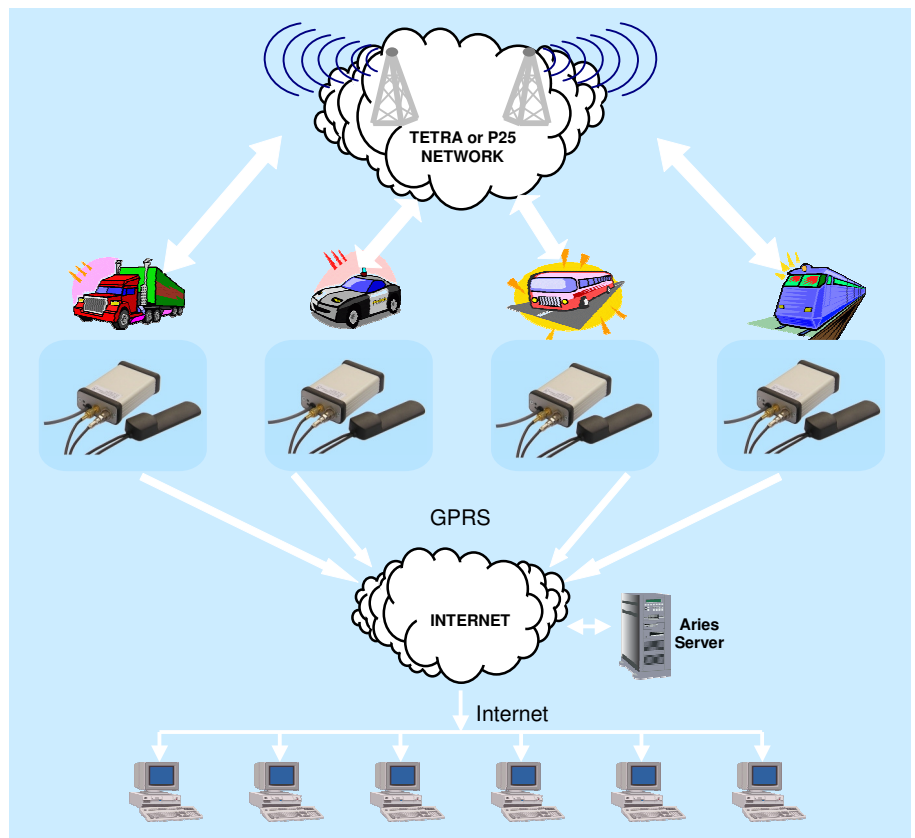 TETRA or P25
NETWORK
GPRS
INTERNET
Aries
Server
Internet